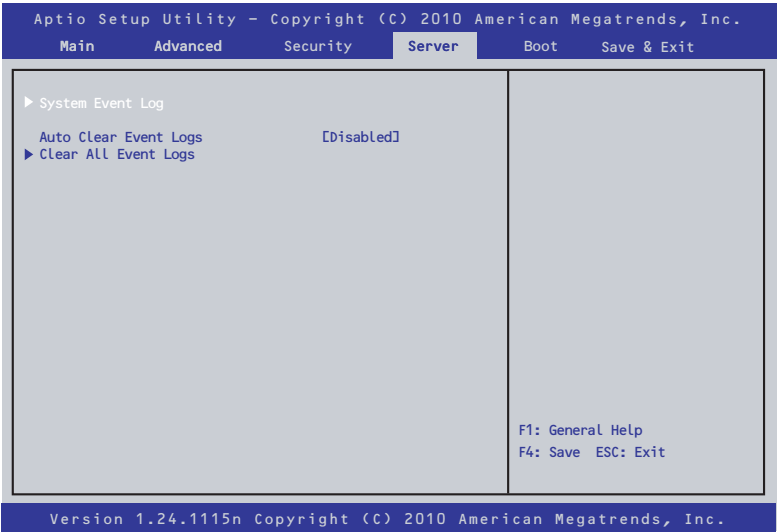 Aptio Setup Utility – Copyright (C) 2010 American Megatrends, Inc.
Main Advanced Security Server Boot Save & Exit
System Event Log
Auto Clear Event Logs [Disabled]
Clear All Event Logs
F1: General Help
F4: Save ESC: Exit
Version 1.24.1115n Copyright (C) 2010 American Megatrends, Inc.